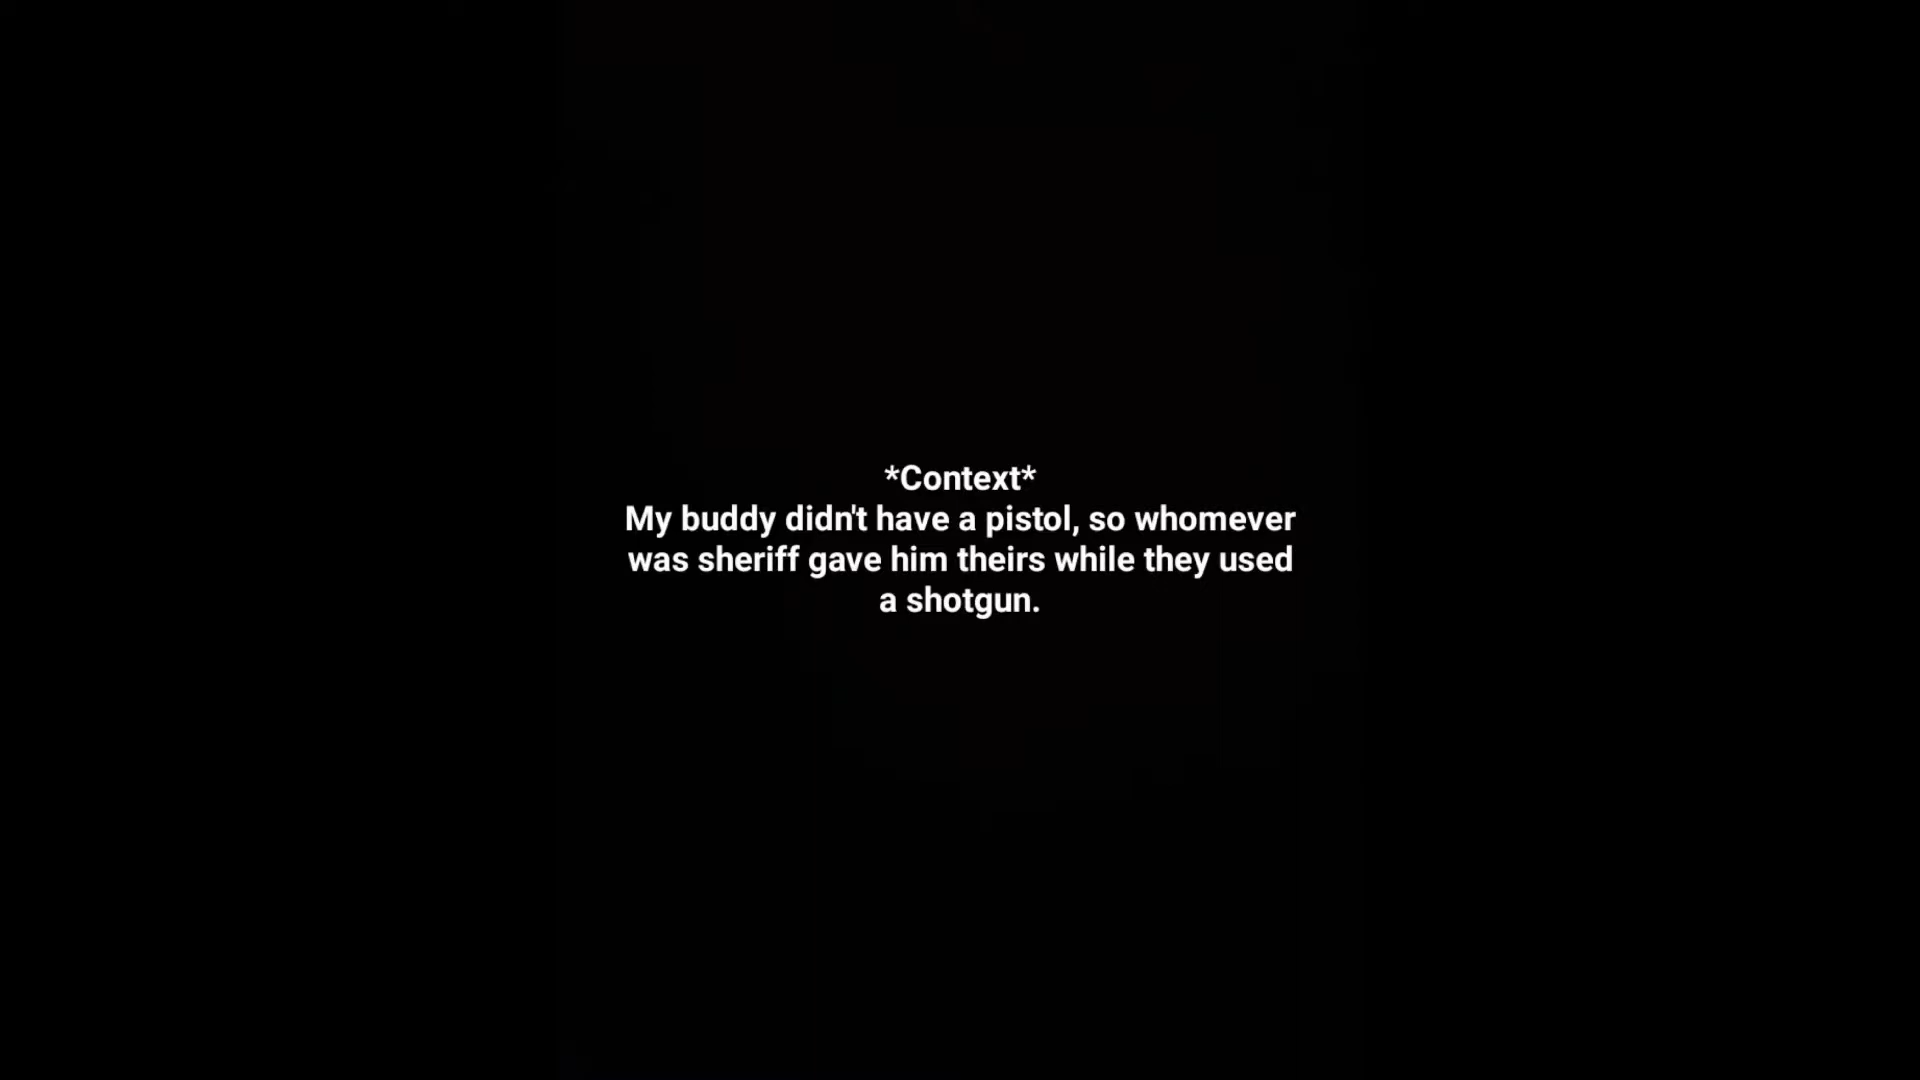 *Context*
My buddy didn't have a pistol, so whomever
was sheriff gave him theirs while they used
a shotgun.